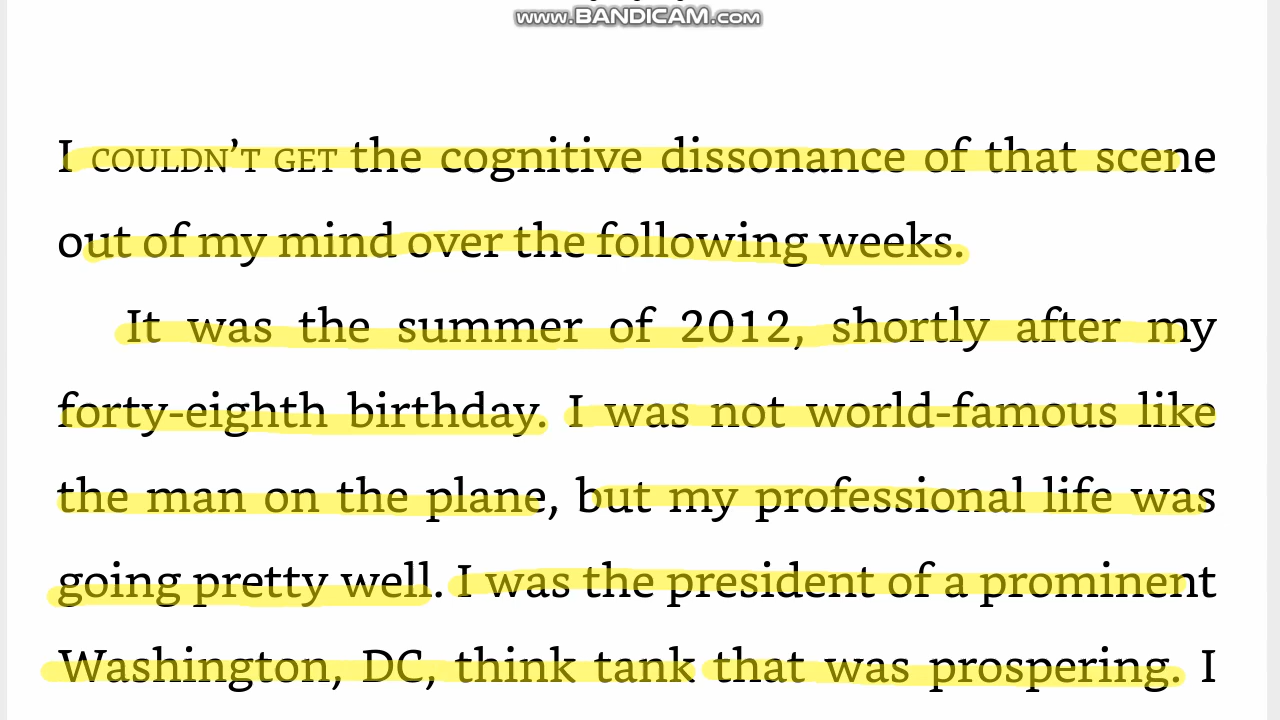 www.BANDICAM.com
I COULDN’T GET the cognitive dissonance of that scene
out of my mind over the following weeks.
It was the summer of 2012, shortly after my
forty-eighth birthday. I was not world-famous like
the man on the plane, but my professional life was
going pretty well. I was the president of a prominent
Washington, DC, think tank that was prospering. I